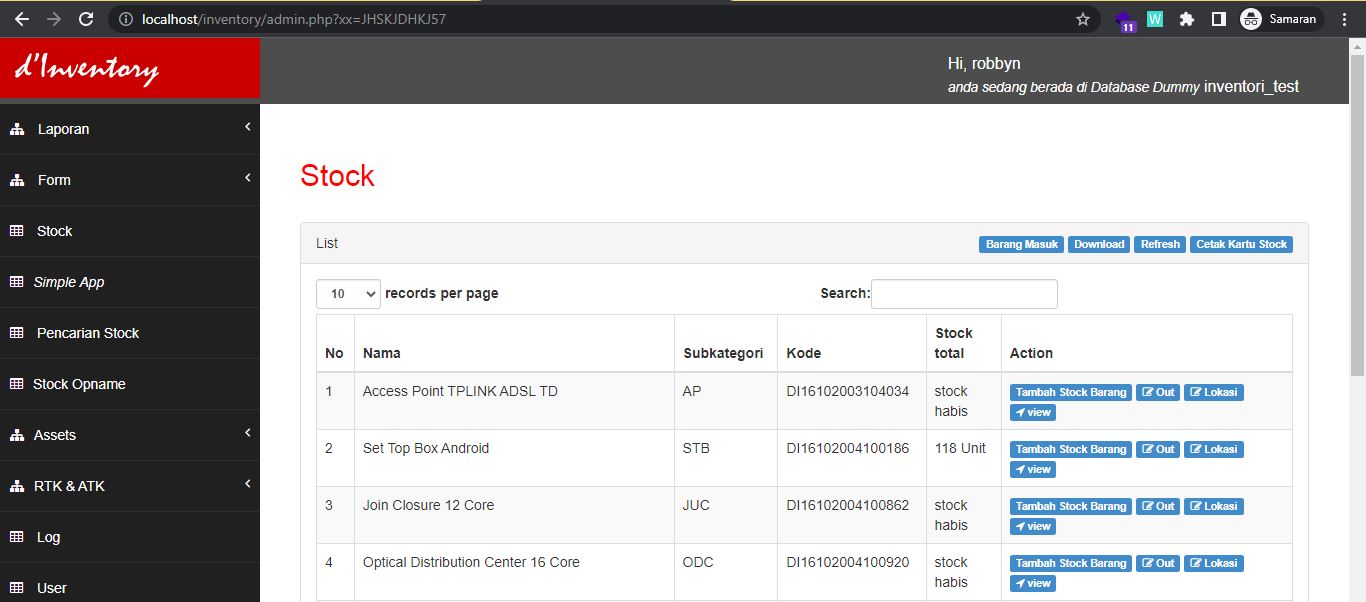 localhost/inventory/admin.php?xx=JHSKJDHKJ57
11
W
Samaran
d'Inventory
Hi, robbyn
anda sedang berada di Database Dummy inventori_test
Laporan
Form
Stock
Simple App
Pencarian Stock
Stock Opname
Assets
RTK & ATK
Log
User
Stock
List
Barang Masuk Download Refresh Cetak Kartu Stock
10 records per page Search:
No Nama Subkategori Kode Stock total Action
1 Access Point TPLINK ADSL TD AP DI16102003104034 stock habis Tambah Stock Barang Out Lokasi
view
2 Set Top Box Android STB DI16102004100186 118 Unit Tambah Stock Barang Out Lokasi
view
3 Join Closure 12 Core JUC DI16102004100862 stock habis Tambah Stock Barang Out Lokasi
view
4 Optical Distribution Center 16 Core ODC DI16102004100920 stock habis Tambah Stock Barang Out Lokasi
view